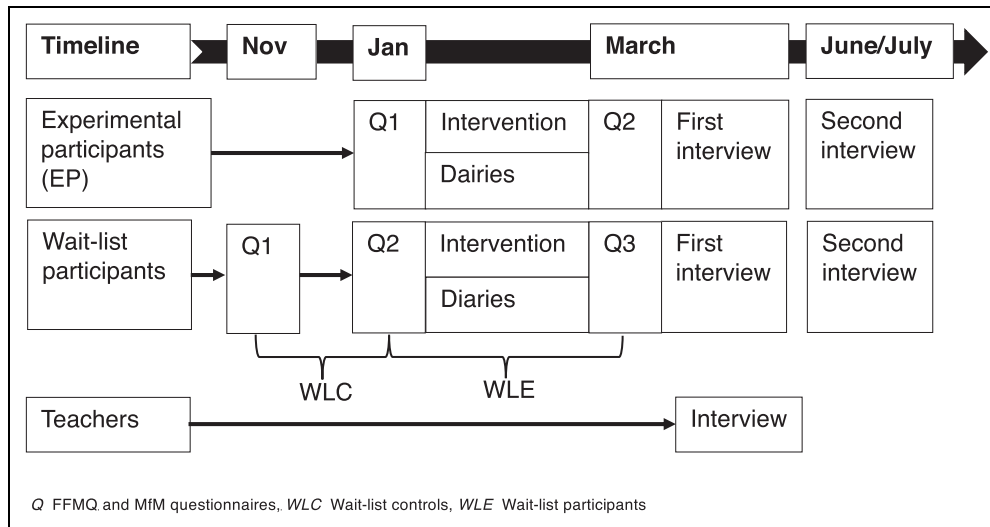 Timeline Nov Jan March June/July
Experimental participants (EP)
Q1
Intervention
Dairies
Q2
First interview
Second interview
Wait-list participants
Q1
Q2
Intervention
Diaries
Q3
First interview
Second interview
WLC
WLE
Teachers
Interview
Q FFMQ and MfM questionnaires, WLC Wait-list controls, WLE Wait-list participants